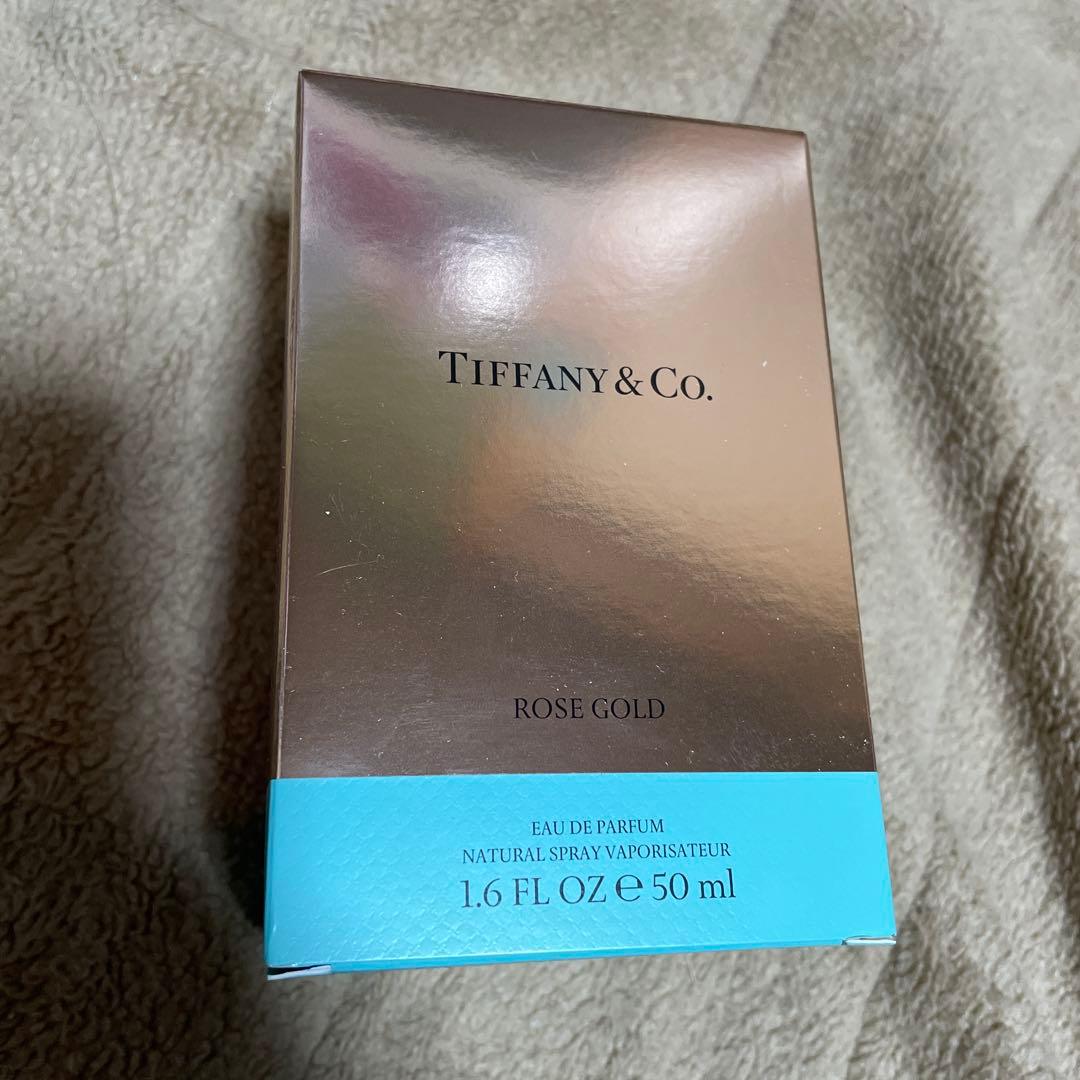 TIFFANY & CO.
ROSE GOLD
EAU DE PARFUM
NATURAL SPRAY VAPORISATEUR
1.6 FL OZ ℮ 50 ml